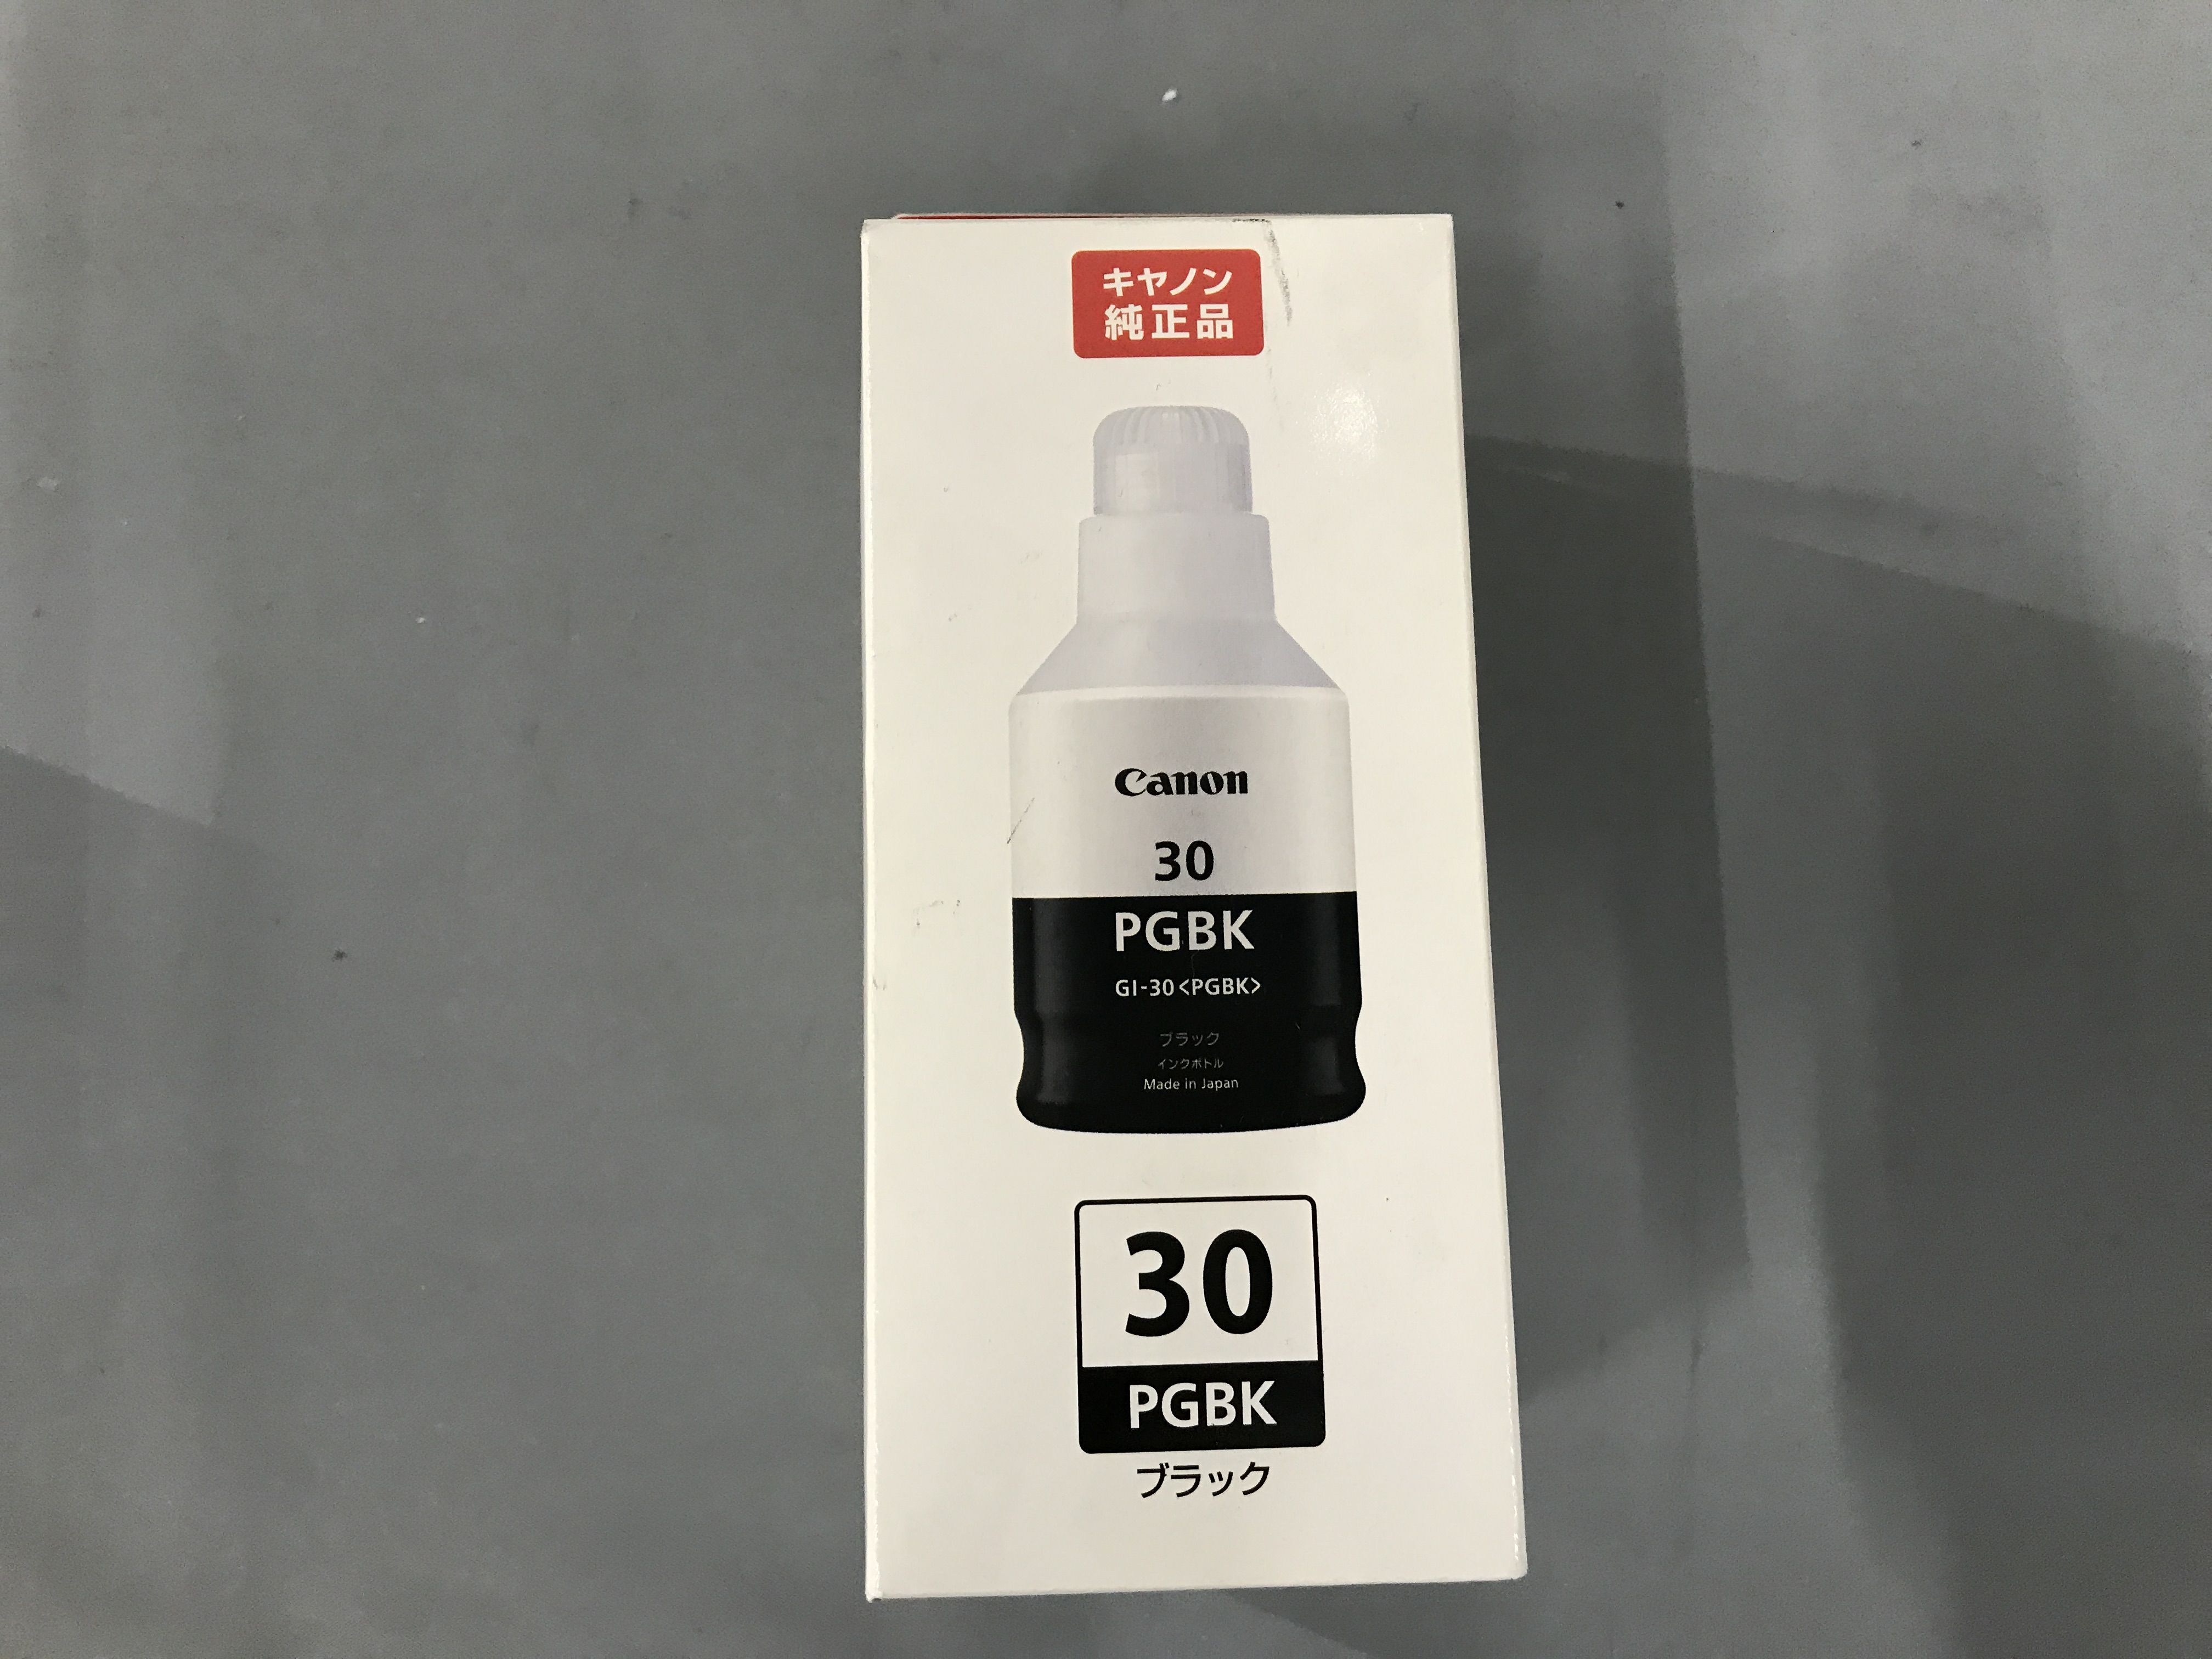 キヤノン
純正品
Canon
30
PGBK
GI-30<PGBK>
ブラック
インクボトル
Made in Japan
30
PGBK
ブラック